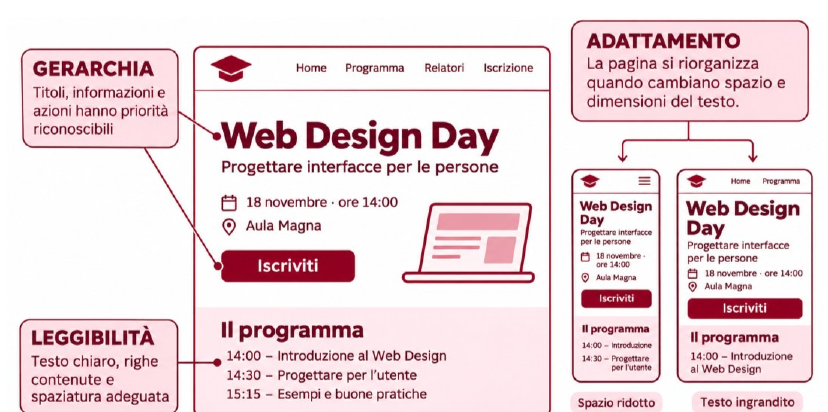 GERARCHIA
Titoli, informazioni e
azioni hanno priorità
riconoscibili
LEGGIBILITÀ
Testo chiaro, righe
contenute e
spaziatura adeguata
Home Programma Relatori Iscrizione
Web Design Day
Progettare interfacce per le persone
18 novembre · ore 14:00
Aula Magna
Iscriviti
Il programma
14:00 – Introduzione al Web Design
14:30 – Progettare per l'utente
15:15 – Esempi e buone pratiche
ADATTAMENTO
La pagina si riorganizza
quando cambiano spazio e
dimensioni del testo.
Web Design
Day
Progettare interfacce
per le persone
18 novembre ·
ore 14:00
Aula Magna
Iscriviti
Il programma
14:00 – Introduzione
14:30 – Progettare
per l'utente
Spazio ridotto
Home Programma
Web Design
Day
Progettare interfacce
per le persone
18 novembre · ore 14:00
Aula Magna
Iscriviti
Il programma
14:00 – Introduzione
al Web Design
Testo ingrandito